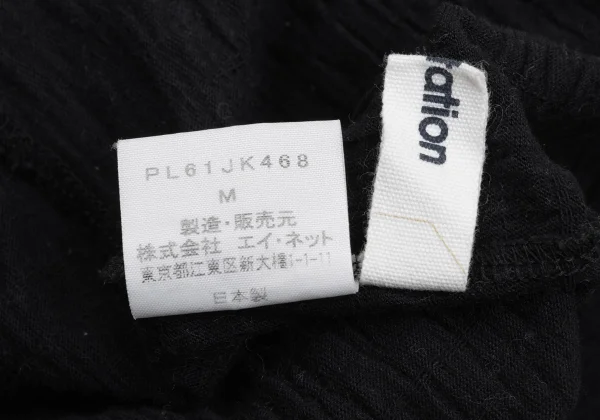 PL61JK468
M
製造・販売元
株式会社 エイ・ネット
東京都江東区新大橋1-1-11
日本製
tation